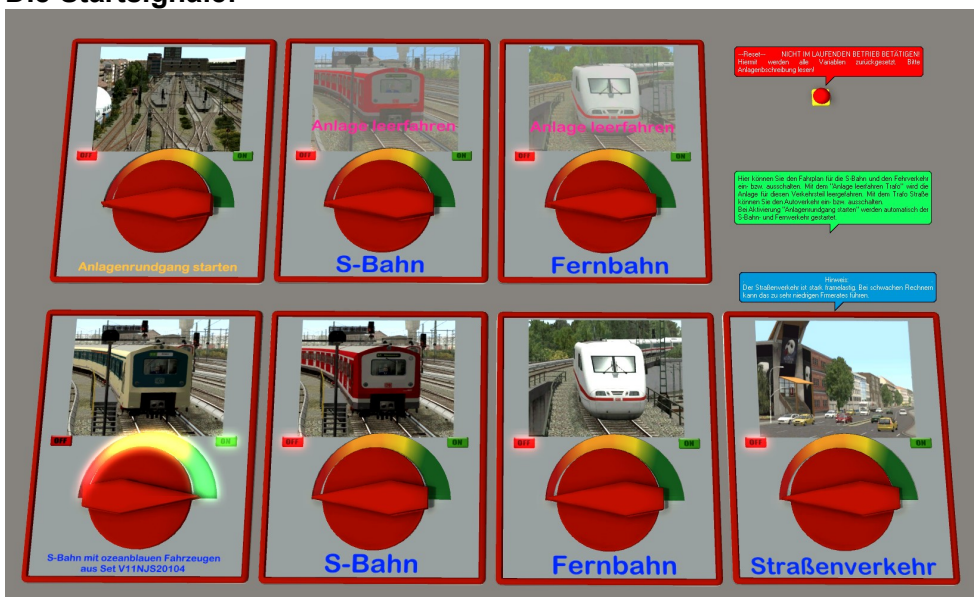 Die Startsignale:
Anlage leerfahren
Anlage leerfahren
---Reset--- NICHT IM LAUFENDEN BETRIEB BETÄTIGEN!
Hiermit werden alle Variablen zurückgesetzt. Bitte
Anlagenbschreibung lesen!
OFF
ON
OFF
ON
OFF
ON
Anlagenrundgang starten
S-Bahn
Fernbahn
Hier können Sie den Fahrplan für die S-Bahn und den Fehrverkehr
ein- bzw. ausschalten. Mit dem "Anlage leerfahren Trafo" wird die
Anlage für diesen Verkehrsteil leergefahren. Mit dem Trafo Straße
können Sie den Autoverkehr ein- bzw. ausschalten.
Bei Aktivierung "Anlagenrundgang starten" werden automatisch der
S-Bahn- und Fernverkehr gestartet.
Hinweis:
Der Straßenverkehr ist stark framelastig. Bei schwachen Rechnern
kann das zu sehr niedrigen Fmierates führen.
OFF
ON
OFF
ON
OFF
ON
OFF
ON
S-Bahn mit ozeanblauen Fahrzeugen
aus Set V11NJS20104
S-Bahn
Fernbahn
Straßenverkehr